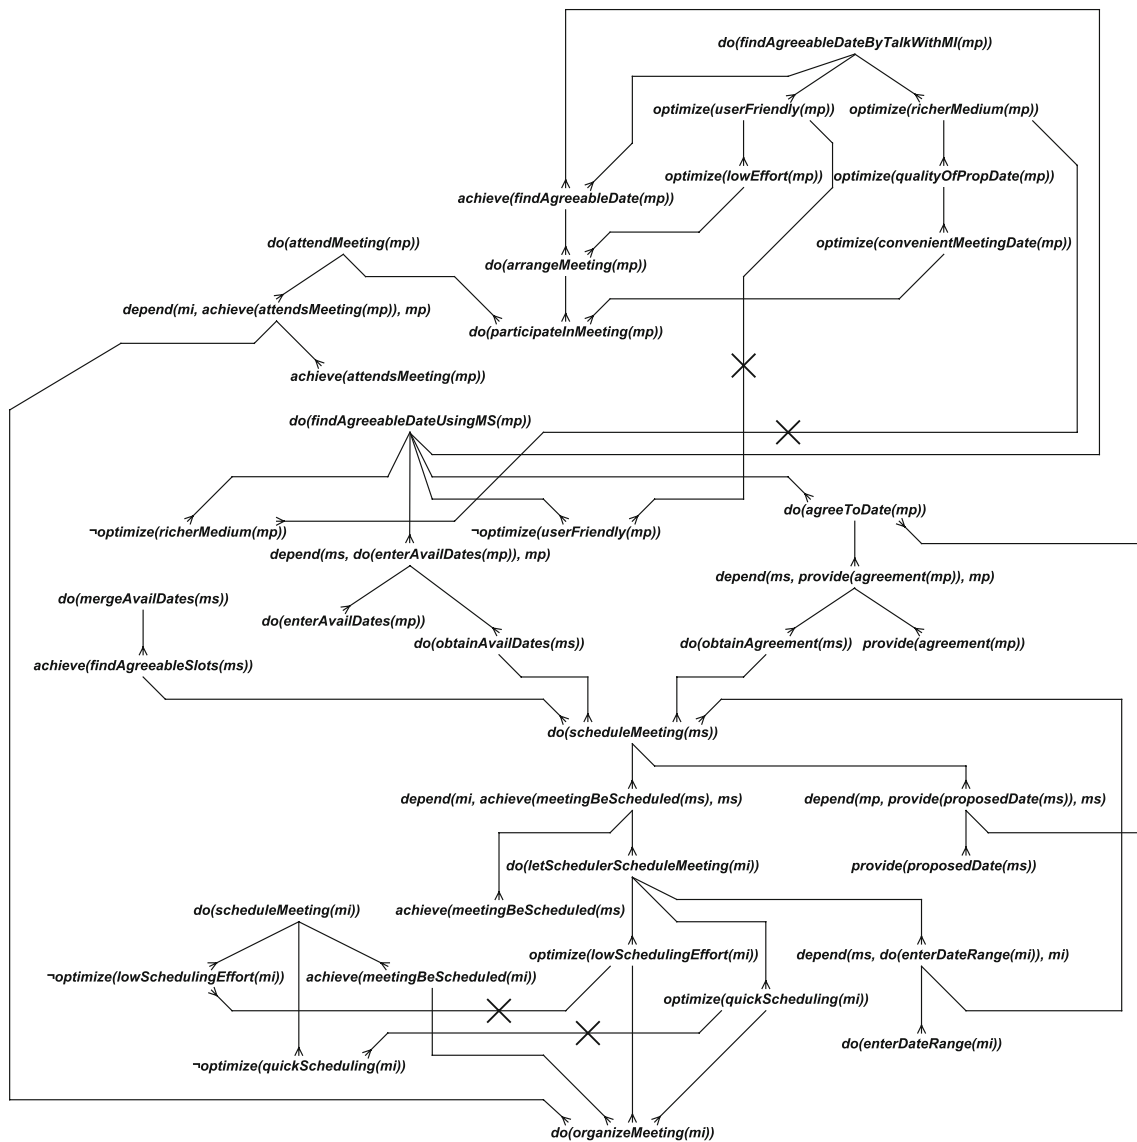 do(findAgreeableDateByTalkWithMI(mp))
optimize(userFriendly(mp))
optimize(richerMedium(mp))
optimize(lowEffort(mp))
optimize(qualityOfPropDate(mp))
achieve(findAgreeableDate(mp))
do(attendMeeting(mp))
optimize(convenientMeetingDate(mp))
do(arrangeMeeting(mp))
depend(mi, achieve(attendsMeeting(mp)), mp)
do(participateInMeeting(mp))
achieve(attendsMeeting(mp))
do(findAgreeableDateUsingMS(mp))
do(agreeToDate(mp))
¬optimize(richerMedium(mp))
¬optimize(userFriendly(mp))
depend(ms, do(enterAvailDates(mp)), mp)
depend(ms, provide(agreement(mp)), mp)
do(mergeAvailDates(ms))
do(enterAvailDates(mp))
do(obtainAvailDates(ms))
do(obtainAgreement(ms))
provide(agreement(mp))
achieve(findAgreeableSlots(ms))
do(scheduleMeeting(ms))
depend(mi, achieve(meetingBeScheduled(ms), ms)
depend(mp, provide(proposedDate(ms)), ms)
do(letSchedulerScheduleMeeting(mi))
provide(proposedDate(ms))
do(scheduleMeeting(mi))
achieve(meetingBeScheduled(ms)
optimize(lowSchedulingEffort(mi))
depend(ms, do(enterDateRange(mi)), mi)
¬optimize(lowSchedulingEffort(mi))
achieve(meetingBeScheduled(mi))
optimize(quickScheduling(mi))
do(enterDateRange(mi))
¬optimize(quickScheduling(mi))
do(organizeMeeting(mi))